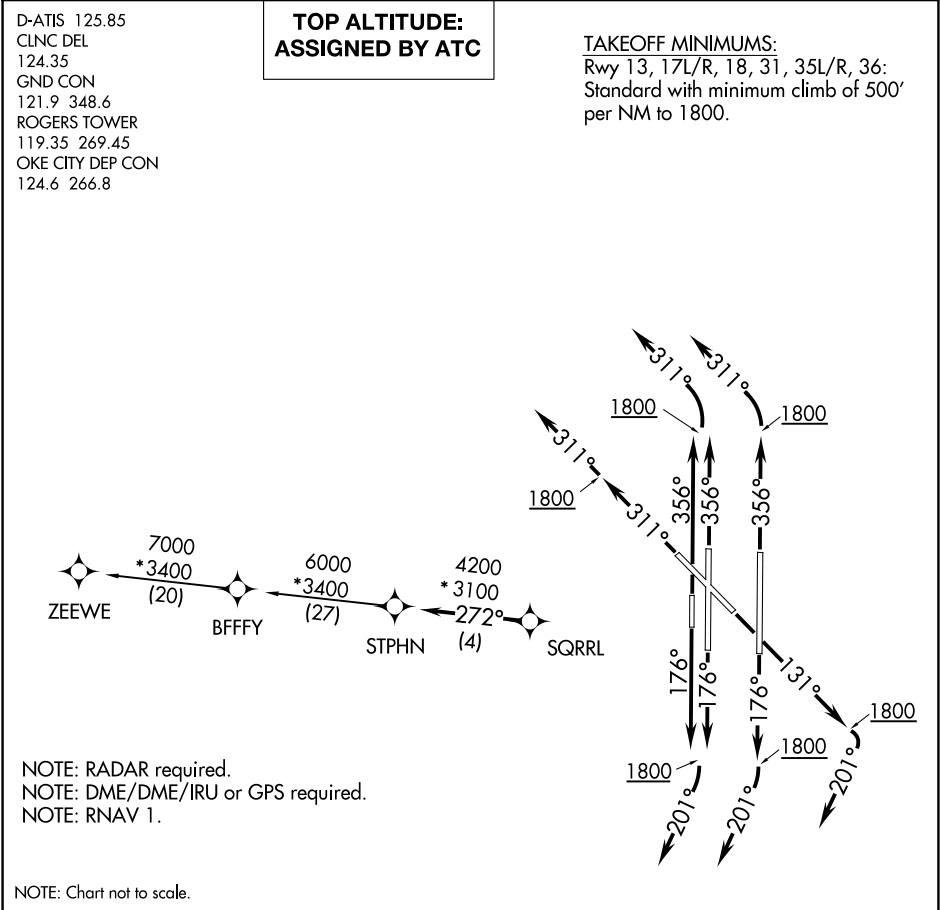 D-ATIS 125.85
CLNC DEL
124.35
GND CON
121.9 348.6
ROGERS TOWER
119.35 269.45
OKE CITY DEP CON
124.6 266.8
TOP ALTITUDE:
ASSIGNED BY ATC
TAKEOFF MINIMUMS:
Rwy 13, 17L/R, 18, 31, 35L/R, 36:
Standard with minimum climb of 500'
per NM to 1800.
311°
311°
1800
1800
311°
1800
356°
356°
356°
311°
7000
*3400
(20)
6000
*3400
(27)
4200
*3100
272°
(4)
ZEEWE
BFFFY
STPHN
SQRRL
176°
176°
176°
131°
1800
1800
1800
201°
201°
201°
NOTE: RADAR required.
NOTE: DME/DME/IRU or GPS required.
NOTE: RNAV 1.
NOTE: Chart not to scale.